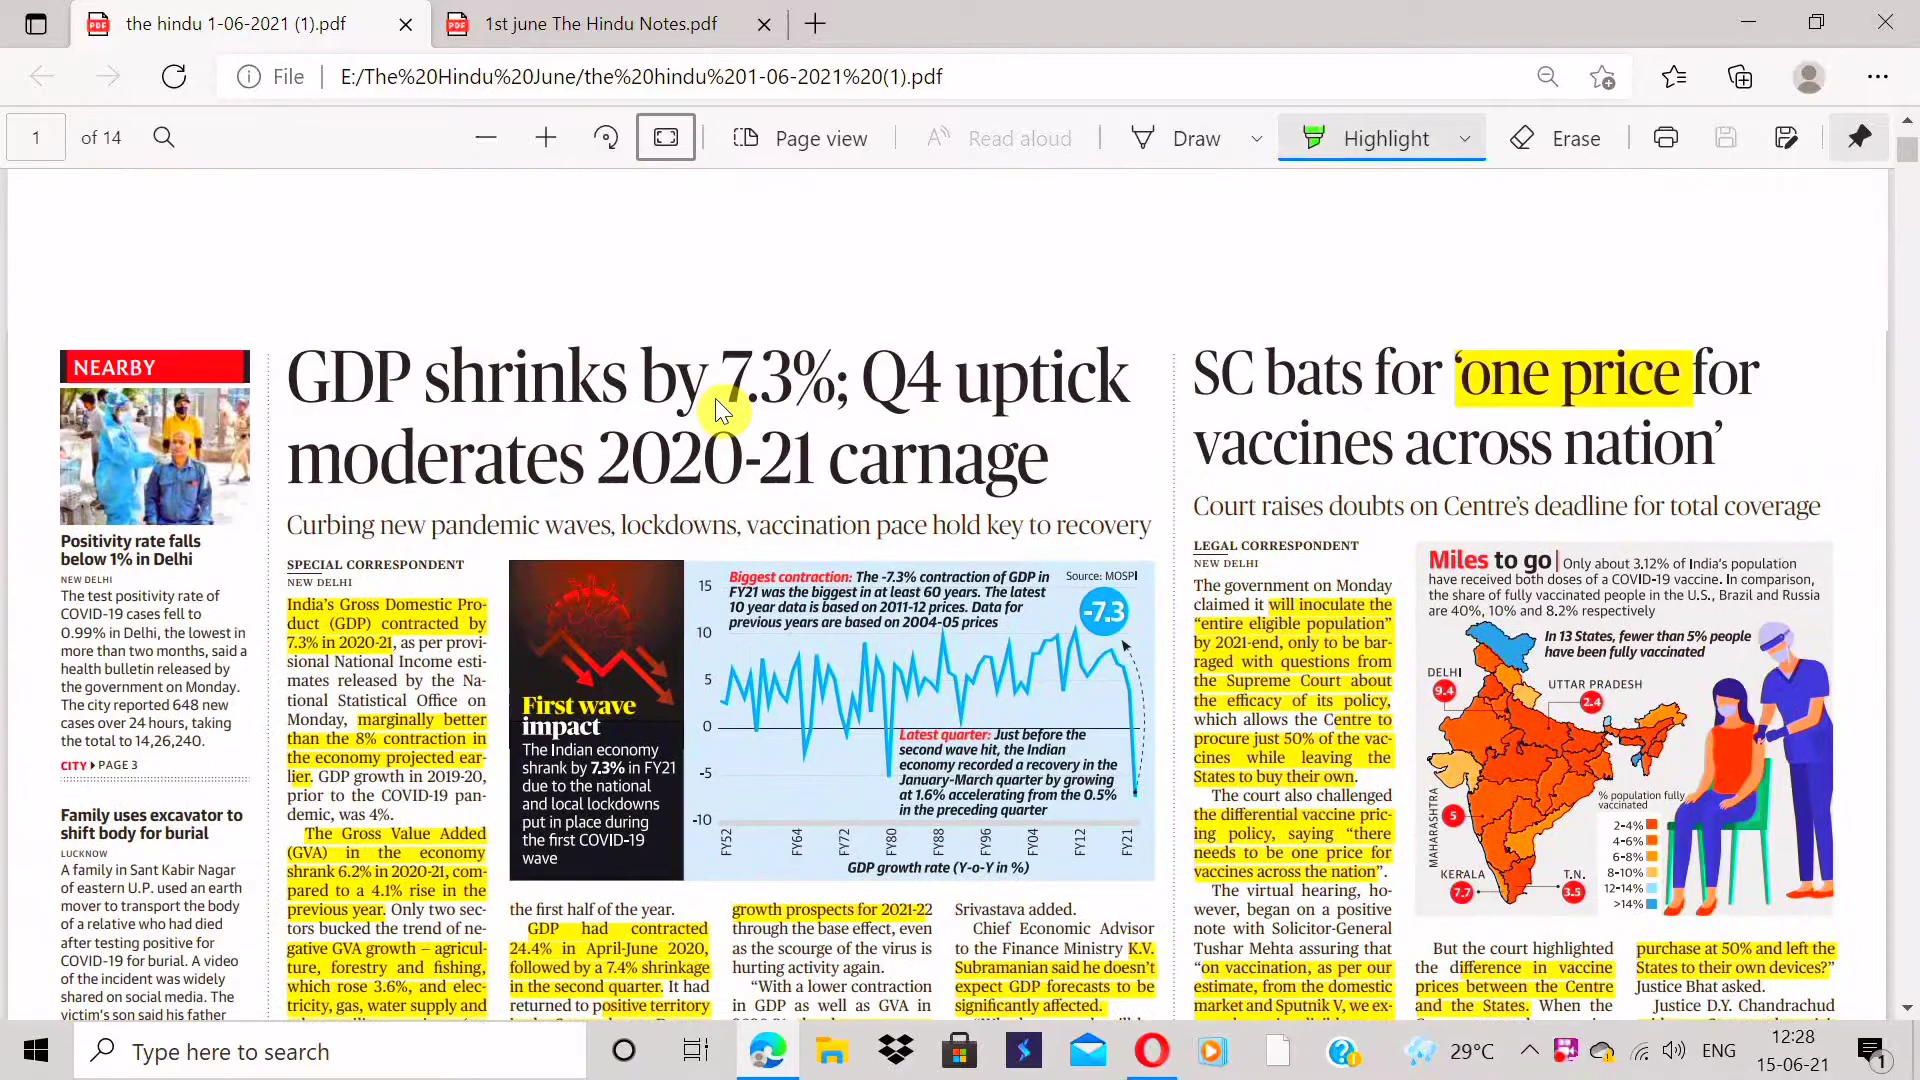 the hindu 1-06-2021 (1).pdf
1st june The Hindu Notes.pdf
File
E:/The%20Hindu%20June/the%20hindu%201-06-2021%20(1).pdf
1
of 14
Page view
Read aloud
Draw
Highlight
Erase
NEARBY
Positivity rate falls
below 1% in Delhi
NEW DELHI
The test positivity rate of
COVID-19 cases fell to
0.99% in Delhi, the lowest in
more than two months, said a
health bulletin released by
the government on Monday.
The city reported 648 new
cases over 24 hours, taking
the total to 14,26,240.
CITY PAGE 3
Family uses excavator to
shift body for burial
LUCKNOW
A family in Sant Kabir Nagar
of eastern U.P. used an earth
mover to transport the body
of a relative who had died
after testing positive for
COVID-19 for burial. A video
of the incident was widely
shared on social media. The
victim's son said his father
GDP shrinks by 7.3%; Q4 uptick
moderates 2020-21 carnage
Curbing new pandemic waves, lockdowns, vaccination pace hold key to recovery
SPECIAL CORRESPONDENT
NEW DELHI
India's Gross Domestic Pro-
duct (GDP) contracted by
7.3% in 2020-21, as per provi-
sional National Income esti-
mates released by the Na-
tional Statistical Office on
Monday, marginally better
than the 8% contraction in
the economy projected ear-
lier. GDP growth in 2019-20,
prior to the COVID-19 pan-
demic, was 4%.
The Gross Value Added
(GVA) in the economy
shrank 6.2% in 2020-21, com-
pared to a 4.1% rise in the
previous year. Only two sec-
tors bucked the trend of ne-
gative GVA growth – agricul-
ture, forestry and fishing,
which rose 3.6%, and elec-
tricity, gas, water supply and
First wave
impact
The Indian economy
shrank by 7.3% in FY21
due to the national
and local lockdowns
put in place during
the first COVID-19
wave
Biggest contraction: The -7.3% contraction of GDP in
FY21 was the biggest in at least 60 years. The latest
10 year data is based on 2011-12 prices. Data for
previous years are based on 2004-05 prices
Source: MOSPI
-7.3
15
10
5
0
-5
-10
Latest quarter: Just before the
second wave hit, the Indian
economy recorded a recovery in the
January-March quarter by growing
at 1.6% accelerating from the 0.5%
in the preceding quarter
FY52
FY64
FY72
FY80
FY88
FY96
FY04
FY12
FY21
GDP growth rate (Y-o-Y in %)
the first half of the year.
GDP had contracted
24.4% in April-June 2020,
followed by a 7.4% shrinkage
in the second quarter. It had
returned to positive territory
growth prospects for 2021-22
through the base effect, even
as the scourge of the virus is
hurting activity again.
"With a lower contraction
in GDP as well as GVA in
Srivastava added.
Chief Economic Advisor
to the Finance Ministry K.V.
Subramanian said he doesn't
expect GDP forecasts to be
significantly affected.
SC bats for 'one price for
vaccines across nation'
Court raises doubts on Centre's deadline for total coverage
LEGAL CORRESPONDENT
NEW DELHI
The government on Monday
claimed it will inoculate the
"entire eligible population"
by 2021-end, only to be bar-
raged with questions from
the Supreme Court about
the efficacy of its policy,
which allows the Centre to
procure just 50% of the vac-
cines while leaving the
States to buy their own.
The court also challenged
the differential vaccine pric-
ing policy, saying "there
needs to be one price for
vaccines across the nation".
The virtual hearing, ho-
wever, began on a positive
note with Solicitor-General
Tushar Mehta assuring that
"on vaccination, as per our
estimate, from the domestic
market and Sputnik V, we ex-
Miles to go Only about 3.12% of India's population
have received both doses of a COVID-19 vaccine. In comparison,
the share of fully vaccinated people in the U.S., Brazil and Russia
are 40%, 10% and 8.2% respectively
In 13 States, fewer than 5% people
have been fully vaccinated
DELHI
9.4
UTTAR PRADESH
2.4
MAHARASHTRA
5
KERALA
7.7
T.N.
3.5
% population fully
vaccinated
2-4%
4-6%
6-8%
8-10%
12-14%
>14%
But the court highlighted
the difference in vaccine
prices between the Centre
and the States. When the
purchase at 50% and left the
States to their own devices?"
Justice Bhat asked.
Justice D.Y. Chandrachud
Type here to search
29°C
ENG
12:28
15-06-21
1